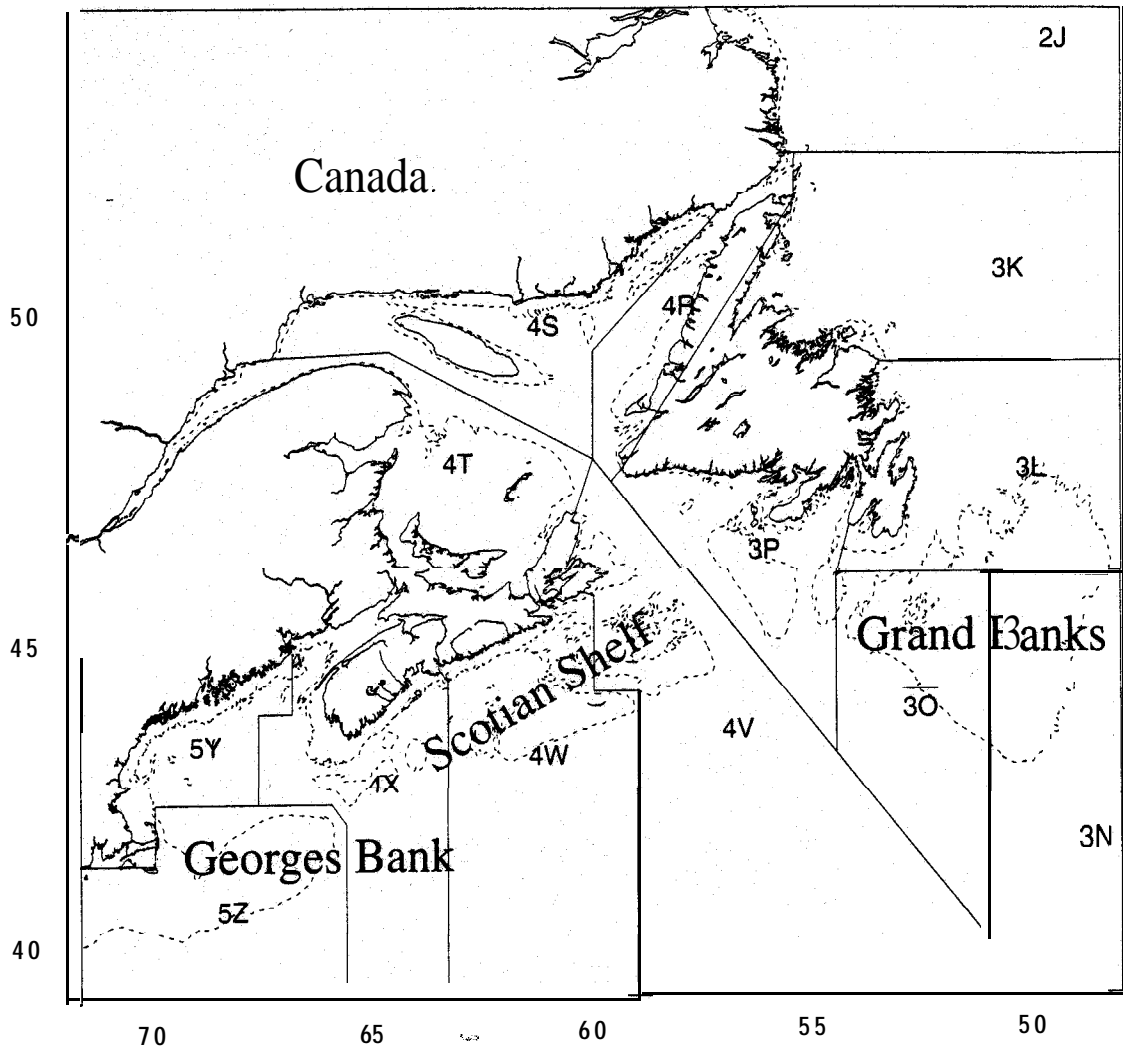 2J
Canada.
3K
50
4S
4R
4T
3L
3P
45
Grand Banks
Scotian Shelf
3O
5Y
4V
4W
4X
3N
Georges Bank
5Z
40
70 65 60 55 50